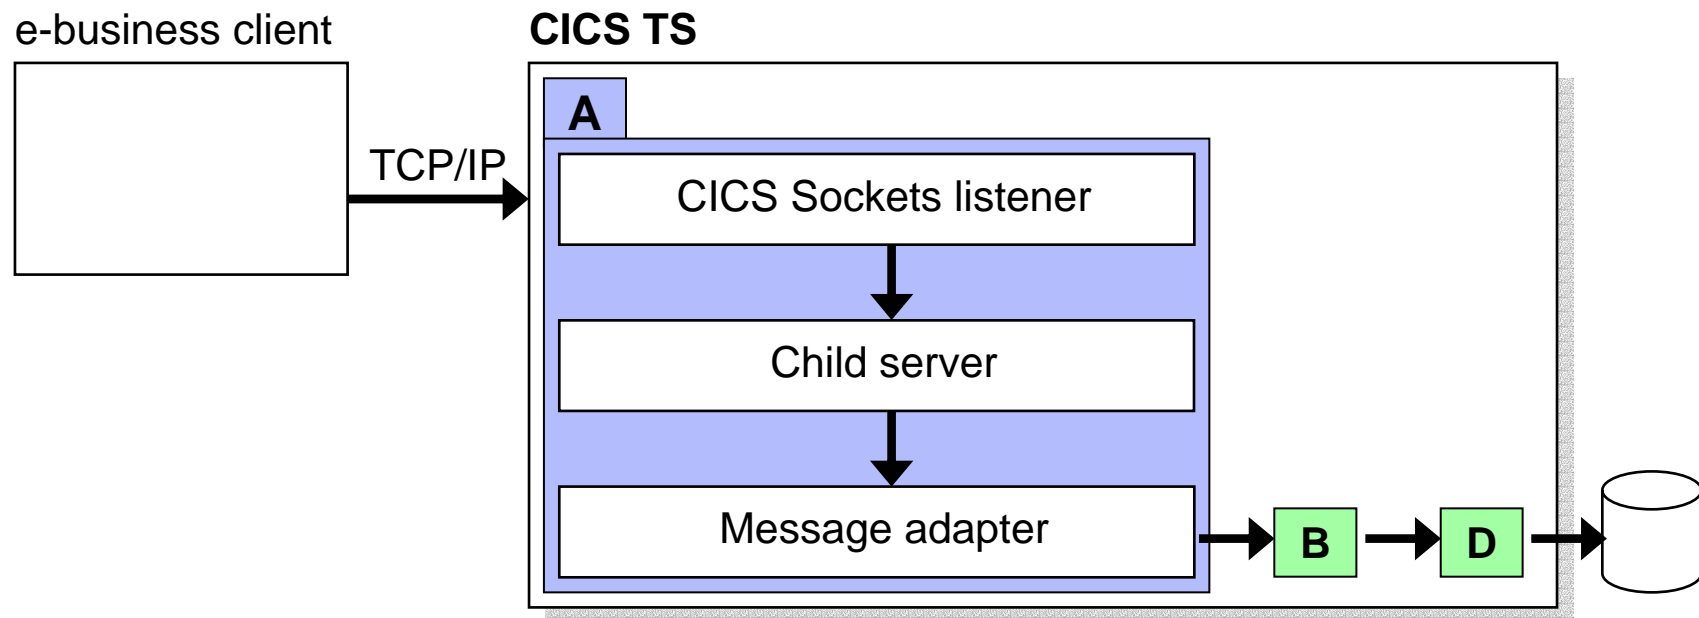 e-business client
CICS TS
A
TCP/IP
CICS Sockets listener
Child server
Message adapter
B
D